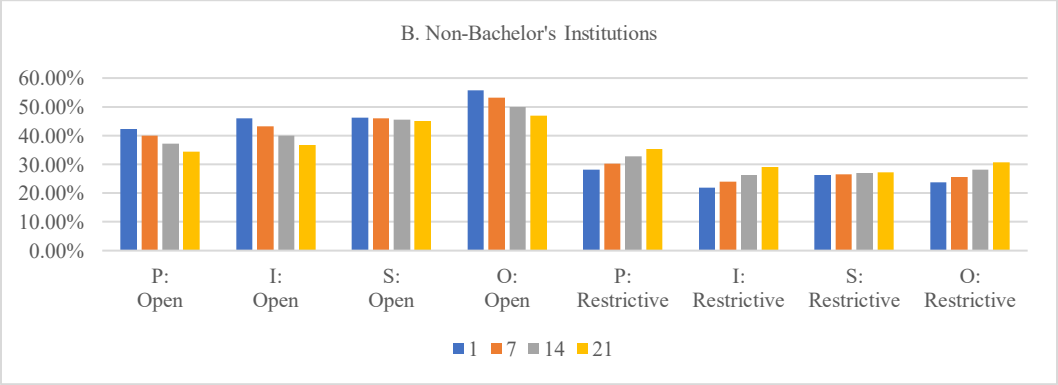 B. Non-Bachelor's Institutions
60.00%
50.00%
40.00%
30.00%
20.00%
10.00%
0.00%
P: I: S: O: P: I: S: O:
Open Open Open Open Restrictive Restrictive Restrictive Restrictive
1 7 14 21